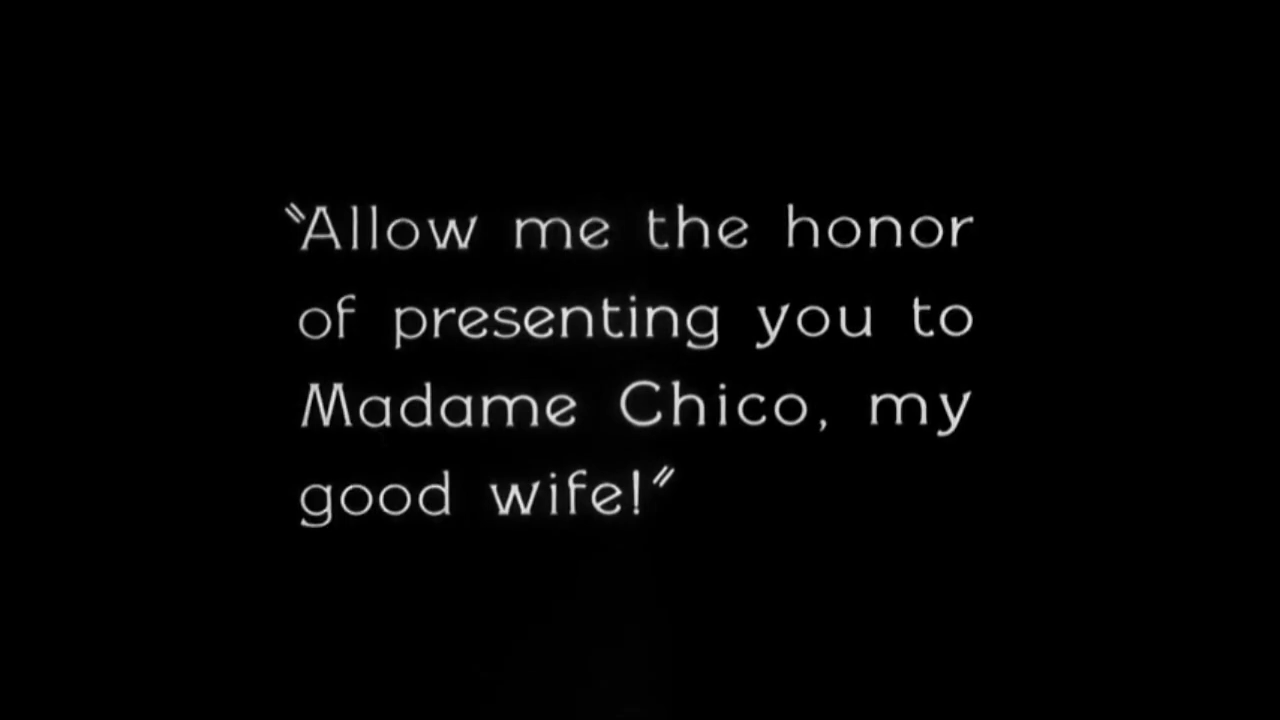 "Allow me the honor
of presenting you to
Madame Chico, my
good wife!"